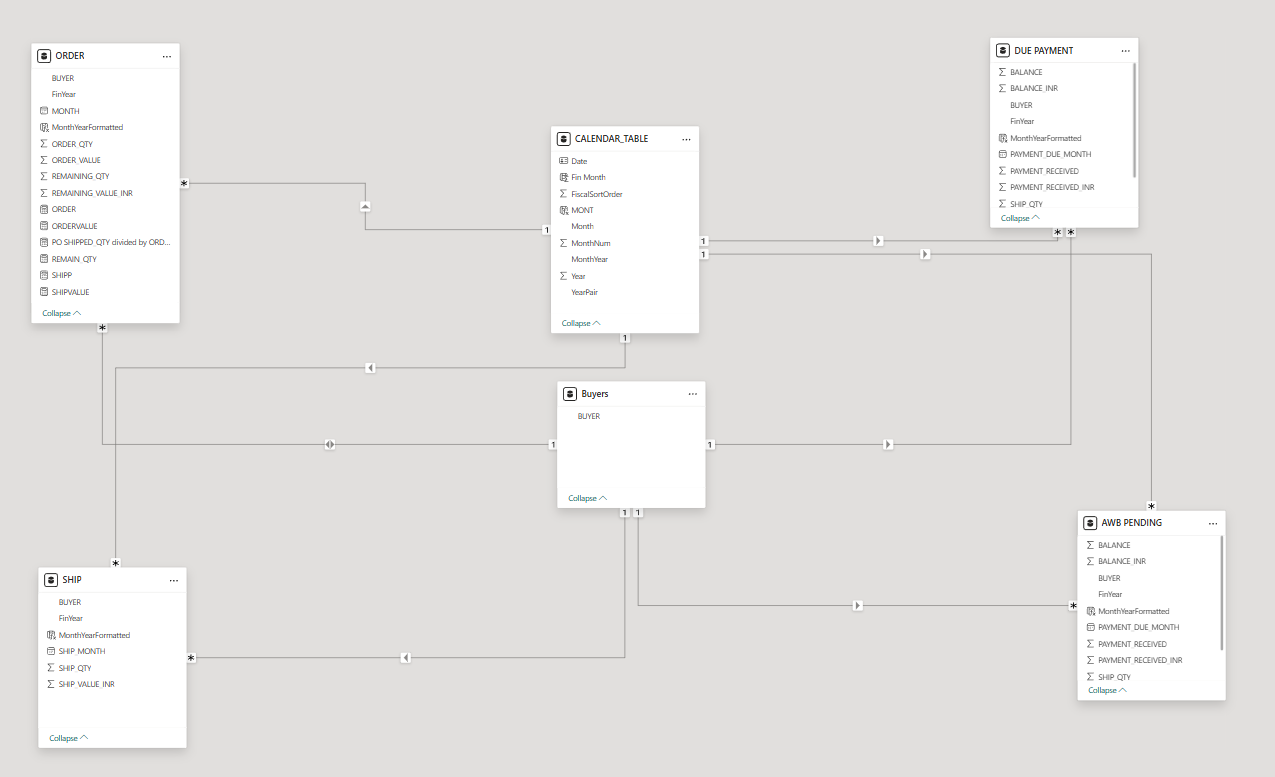 ORDER
BUYER
FinYear
MONTH
MonthYearFormatted
ORDER_QTY
ORDER_VALUE
REMAINING_QTY
REMAINING_VALUE_INR
ORDER
ORDERVALUE
PO SHIPPED_QTY divided by ORD...
REMAIN_QTY
SHIPP
SHIPVALUE
Collapse
CALENDAR_TABLE
Date
Fin Month
FiscalSortOrder
MONT
Month
MonthNum
MonthYear
Year
YearPair
Collapse
DUE PAYMENT
BALANCE
BALANCE_INR
BUYER
FinYear
MonthYearFormatted
PAYMENT_DUE_MONTH
PAYMENT_RECEIVED
PAYMENT_RECEIVED_INR
SHIP_QTY
Collapse
* 1
1 *
1 *
1 *
Buyers
BUYER
Collapse
* 1
1 *
1 *
1 *
SHIP
BUYER
FinYear
MonthYearFormatted
SHIP_MONTH
SHIP_QTY
SHIP_VALUE_INR
Collapse
AWB PENDING
BALANCE
BALANCE_INR
BUYER
FinYear
MonthYearFormatted
PAYMENT_DUE_MONTH
PAYMENT_RECEIVED
PAYMENT_RECEIVED_INR
SHIP_QTY
Collapse